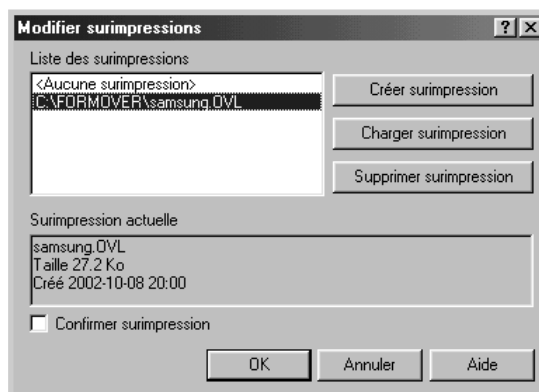 Modifier surimpressions
Liste des surimpressions
<Aucune surimpression>
C:\FORMOVER\samsung.OVL
Créer surimpression
Charger surimpression
Supprimer surimpression
Surimpression actuelle
samsung.OVL
Taille 27.2 Ko
Créé 2002-10-08 20:00
Confirmer surimpression
OK
Annuler
Aide